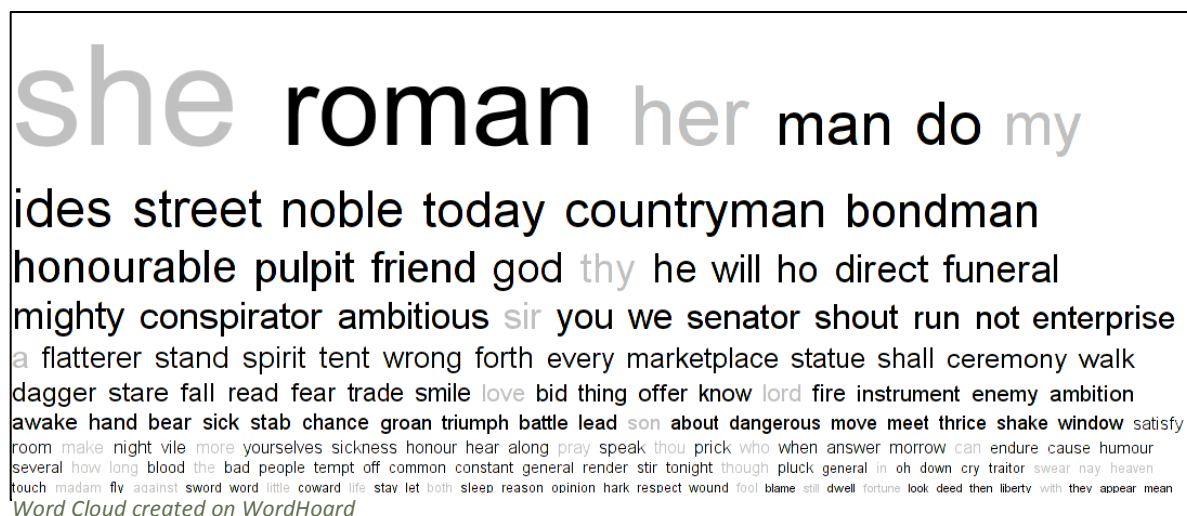 she roman her man do my
ides street noble today countryman bondman
honourable pulpit friend god thy he will ho direct funeral
mighty conspirator ambitious sir you we senator shout run not enterprise
a flatterer stand spirit tent wrong forth every marketplace statue shall ceremony walk
dagger stare fall read fear trade smile love bid thing offer know lord fire instrument enemy ambition
awake hand bear sick stab chance groan triumph battle lead son about dangerous move meet thrice shake window satisfy
room make night vile more yourselves sickness honour hear along pray speak thou prick who when answer morrow can endure cause humour
several how long blood the bad people tempt off common constant general render stir tonight though pluck general in oh down cry traitor swear nay heaven
touch madam fly against sword word little coward life stay let both sleep reason opinion hark respect wound fool blame still dwell fortune look deed then liberty with they appear mean
Word Cloud created on WordHoard